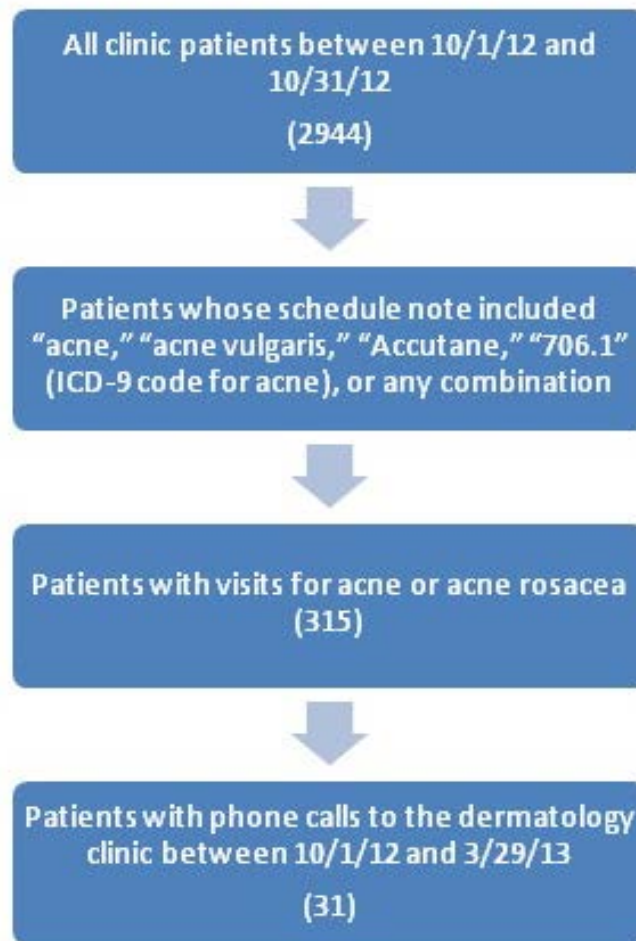 All clinic patients between 10/1/12 and
10/31/12
(2944)
Patients whose schedule note included
“acne,” “acne vulgaris,” “Accutane,” “706.1”
(ICD-9 code for acne), or any combination
Patients with visits for acne or acne rosacea
(315)
Patients with phone calls to the dermatology
clinic between 10/1/12 and 3/29/13
(31)